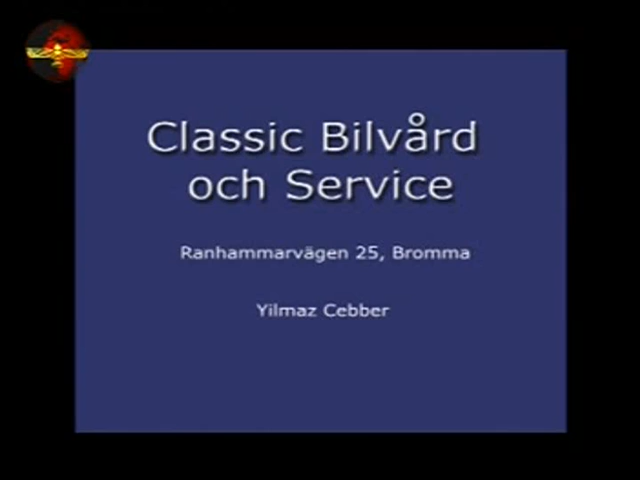 Classic Bilvård
och Service
Ranhammarvägen 25, Bromma
Yilmaz Cebber